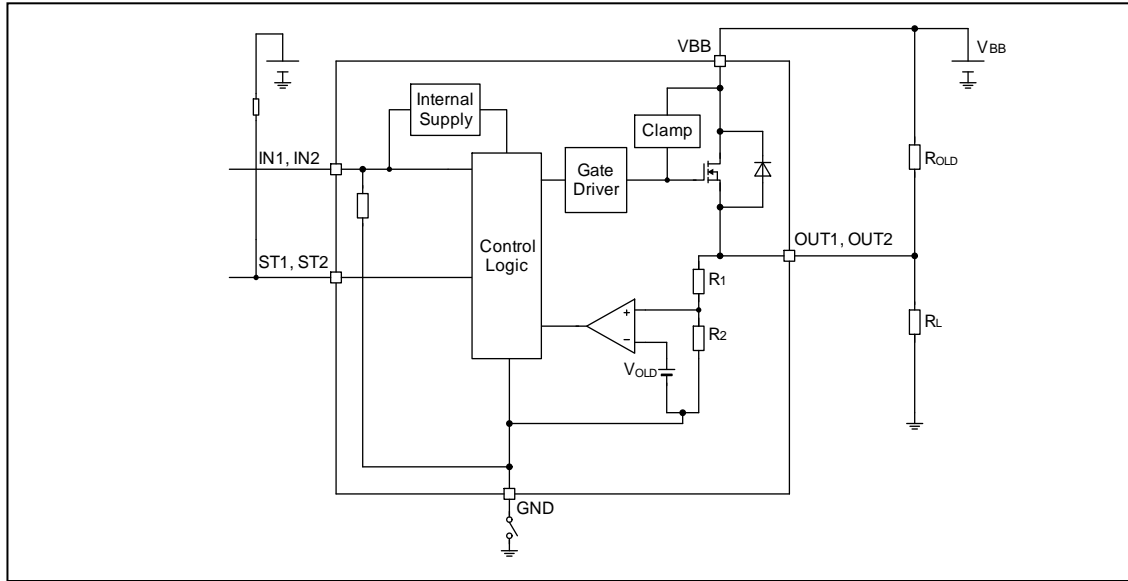 VBB
VBB
Internal
Supply
Clamp
IN1, IN2
Gate
Driver
ROLD
OUT1, OUT2
Control
Logic
ST1, ST2
R1
+
R2
RL
−
VOLD
GND